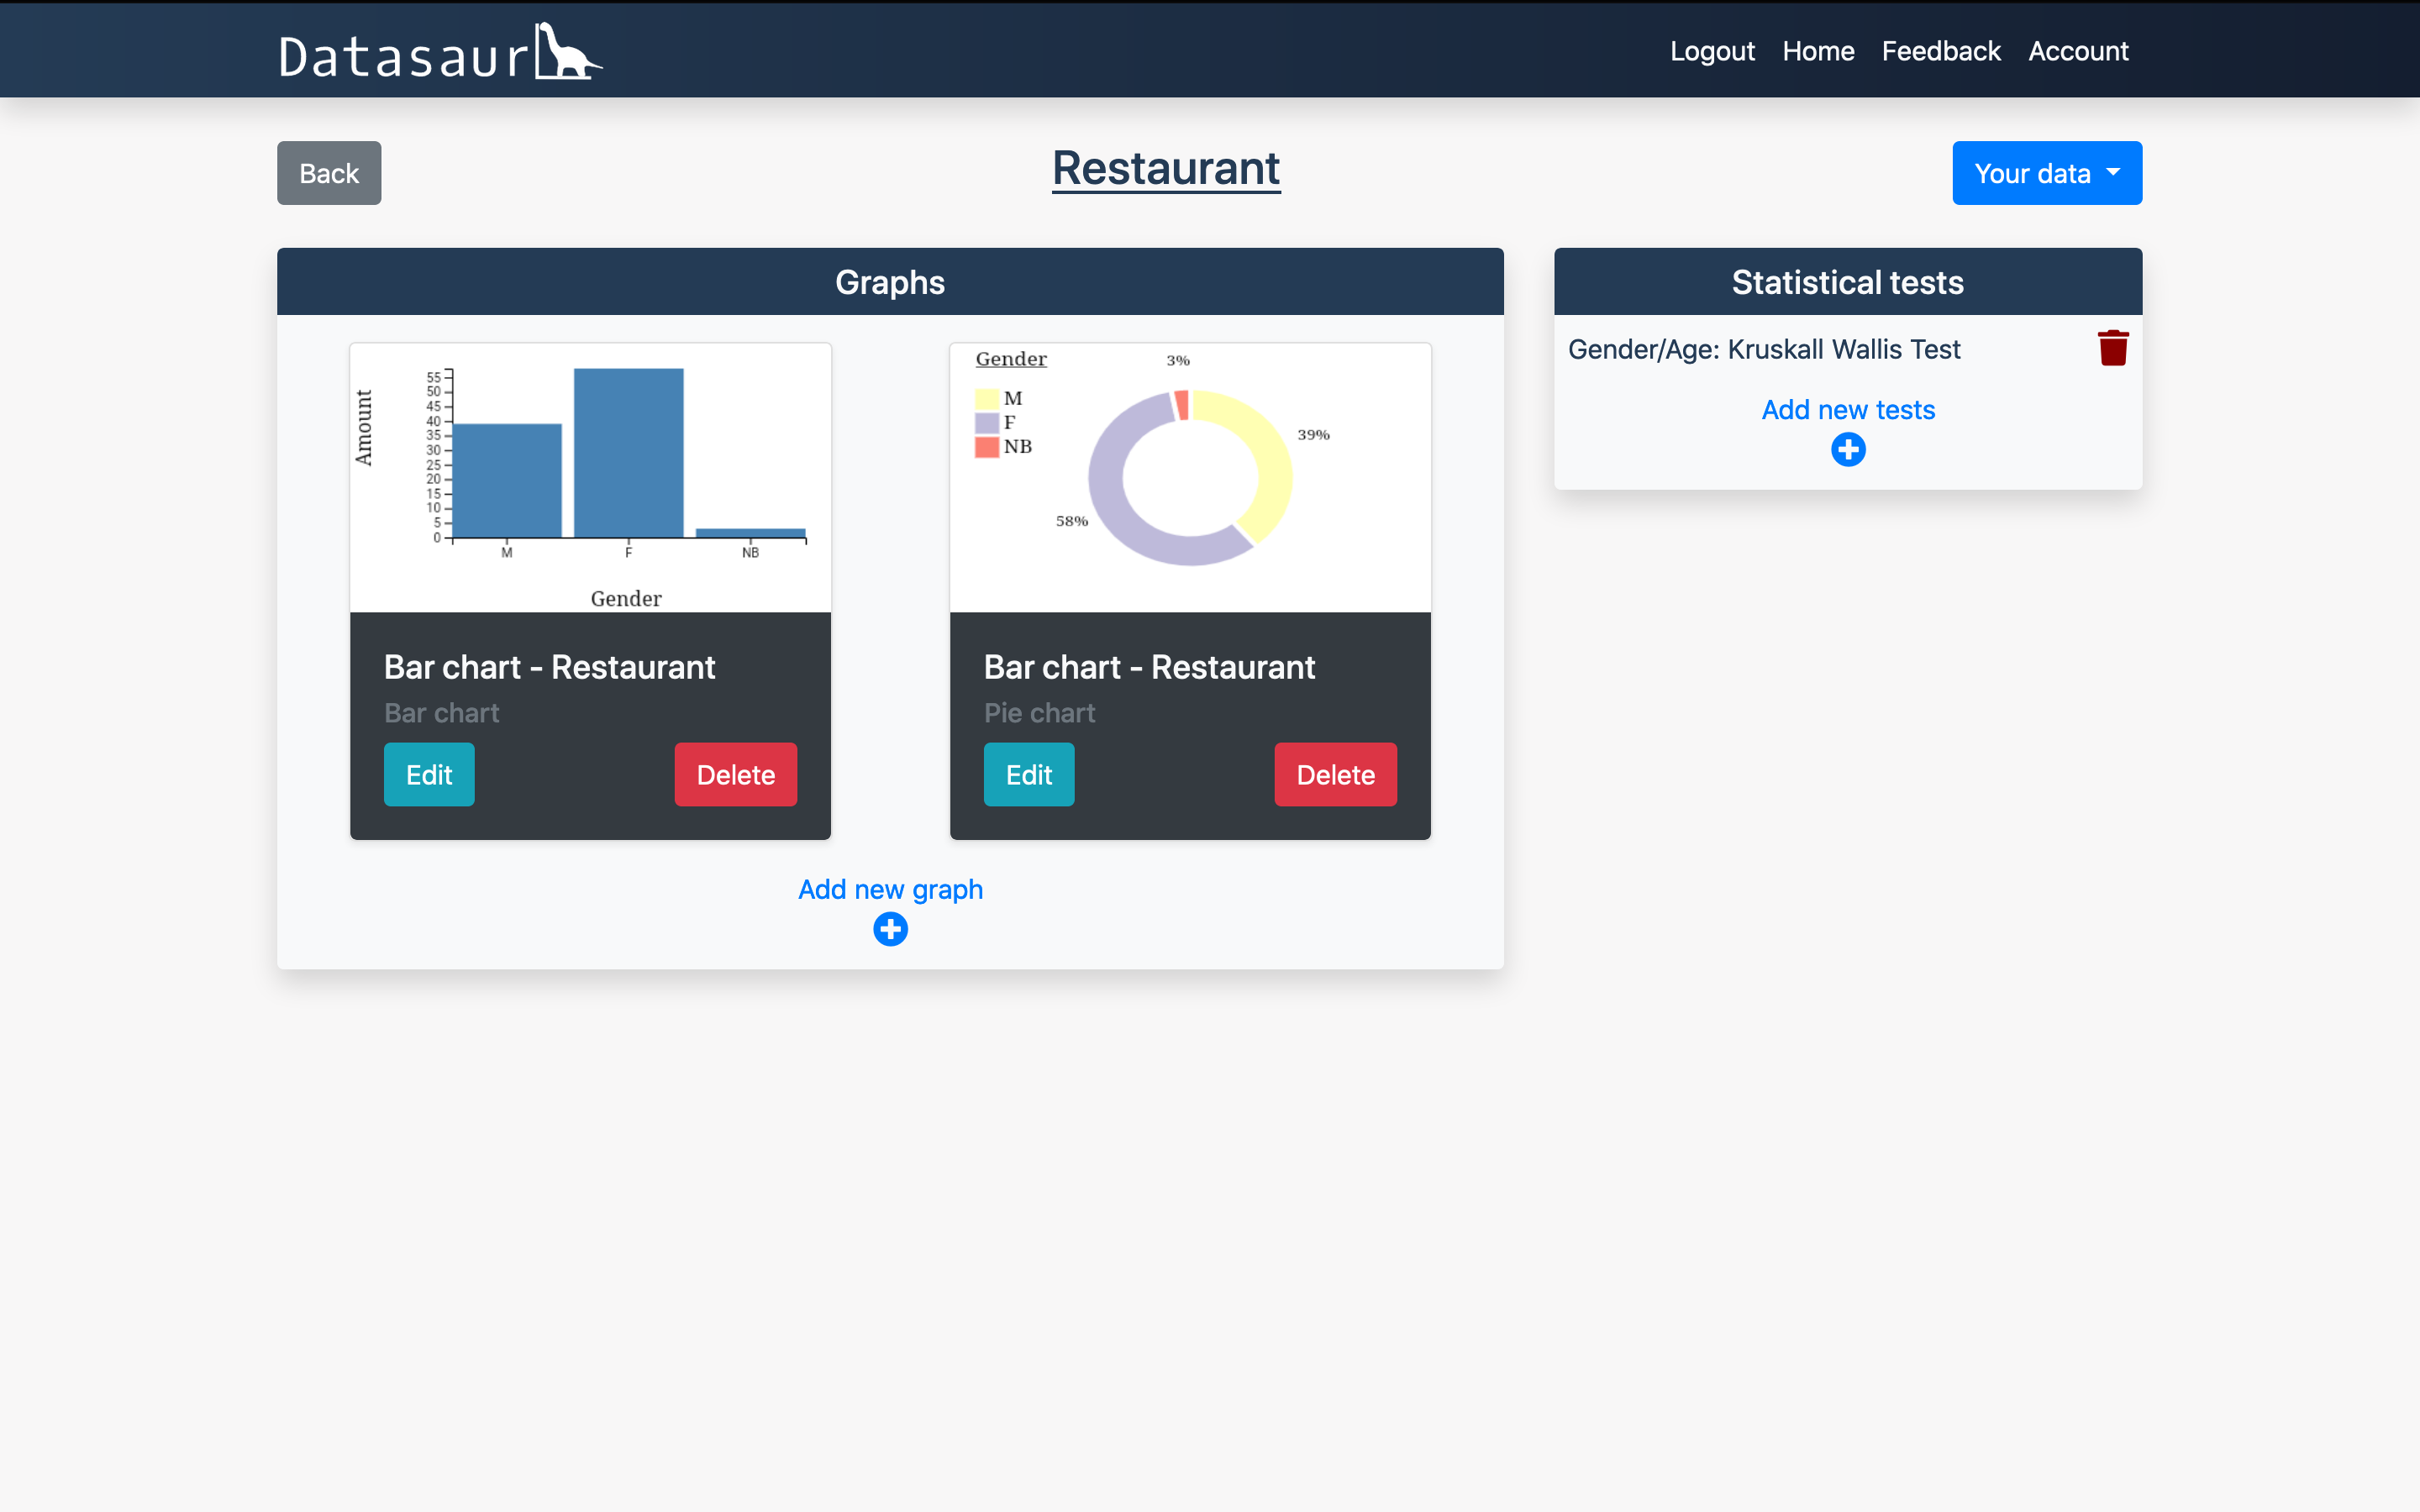 Datasaur
Logout Home Feedback Account
Back
Restaurant
Your data
Graphs
Amount
55
50
45
40
35
30
25
20
15
10
5
0
M F NB
Gender
Bar chart - Restaurant
Bar chart
Edit Delete
Gender
M
F
NB
3%
39%
58%
Bar chart - Restaurant
Pie chart
Edit Delete
Add new graph
Statistical tests
Gender/Age: Kruskall Wallis Test
Add new tests